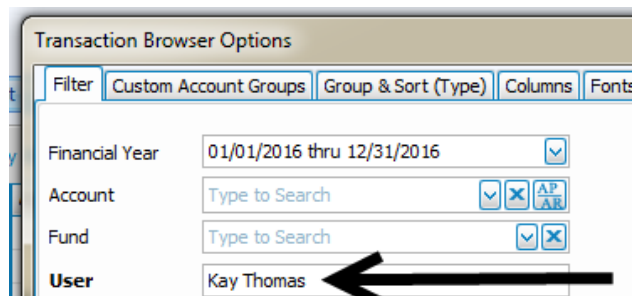 Transaction Browser Options
Filter Custom Account Groups Group & Sort (Type) Columns Fonts
Financial Year 01/01/2016 thru 12/31/2016
Account Type to Search AP AR
Fund Type to Search
User Kay Thomas